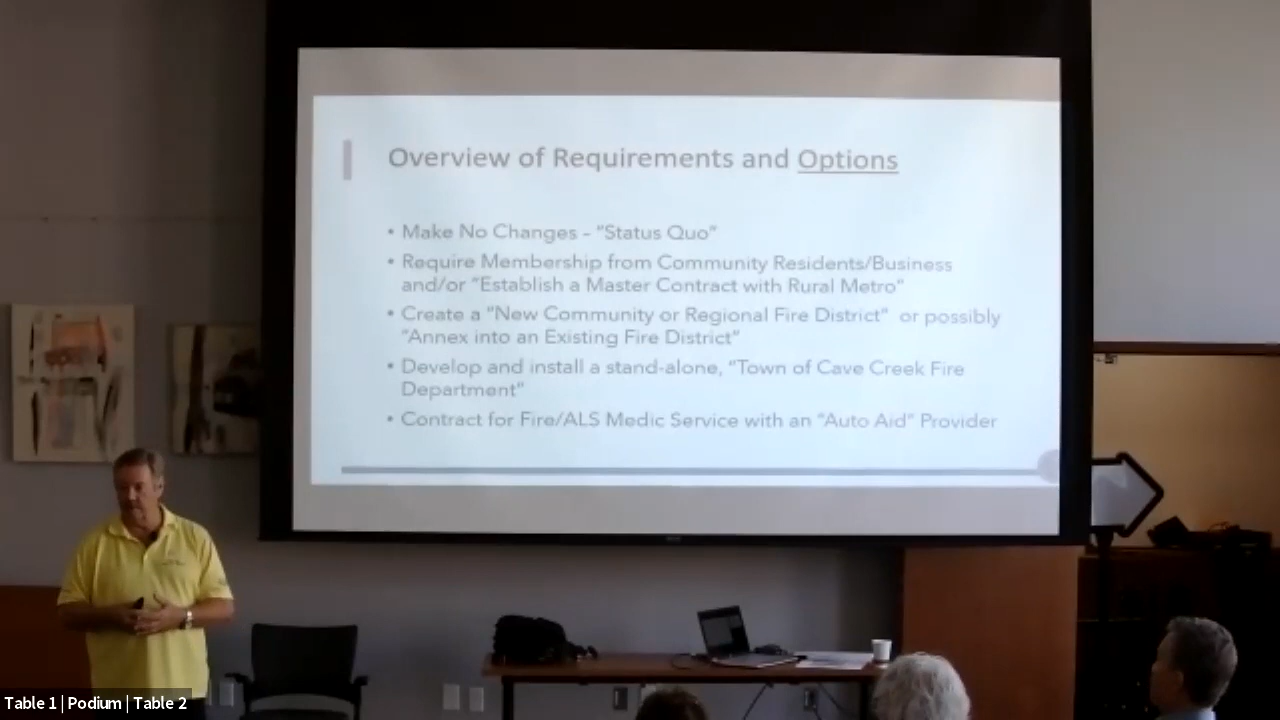 Overview of Requirements and Options
• Make No Changes – "Status Quo"
• Require Membership from Community Residents/Business
and/or "Establish a Master Contract with Rural Metro"
• Create a "New Community or Regional Fire District" or possibly
"Annex into an Existing Fire District"
• Develop and install a stand-alone, "Town of Cave Creek Fire
Department"
• Contract for Fire/ALS Medic Service with an "Auto Aid" Provider
Table 1 | Podium | Table 2